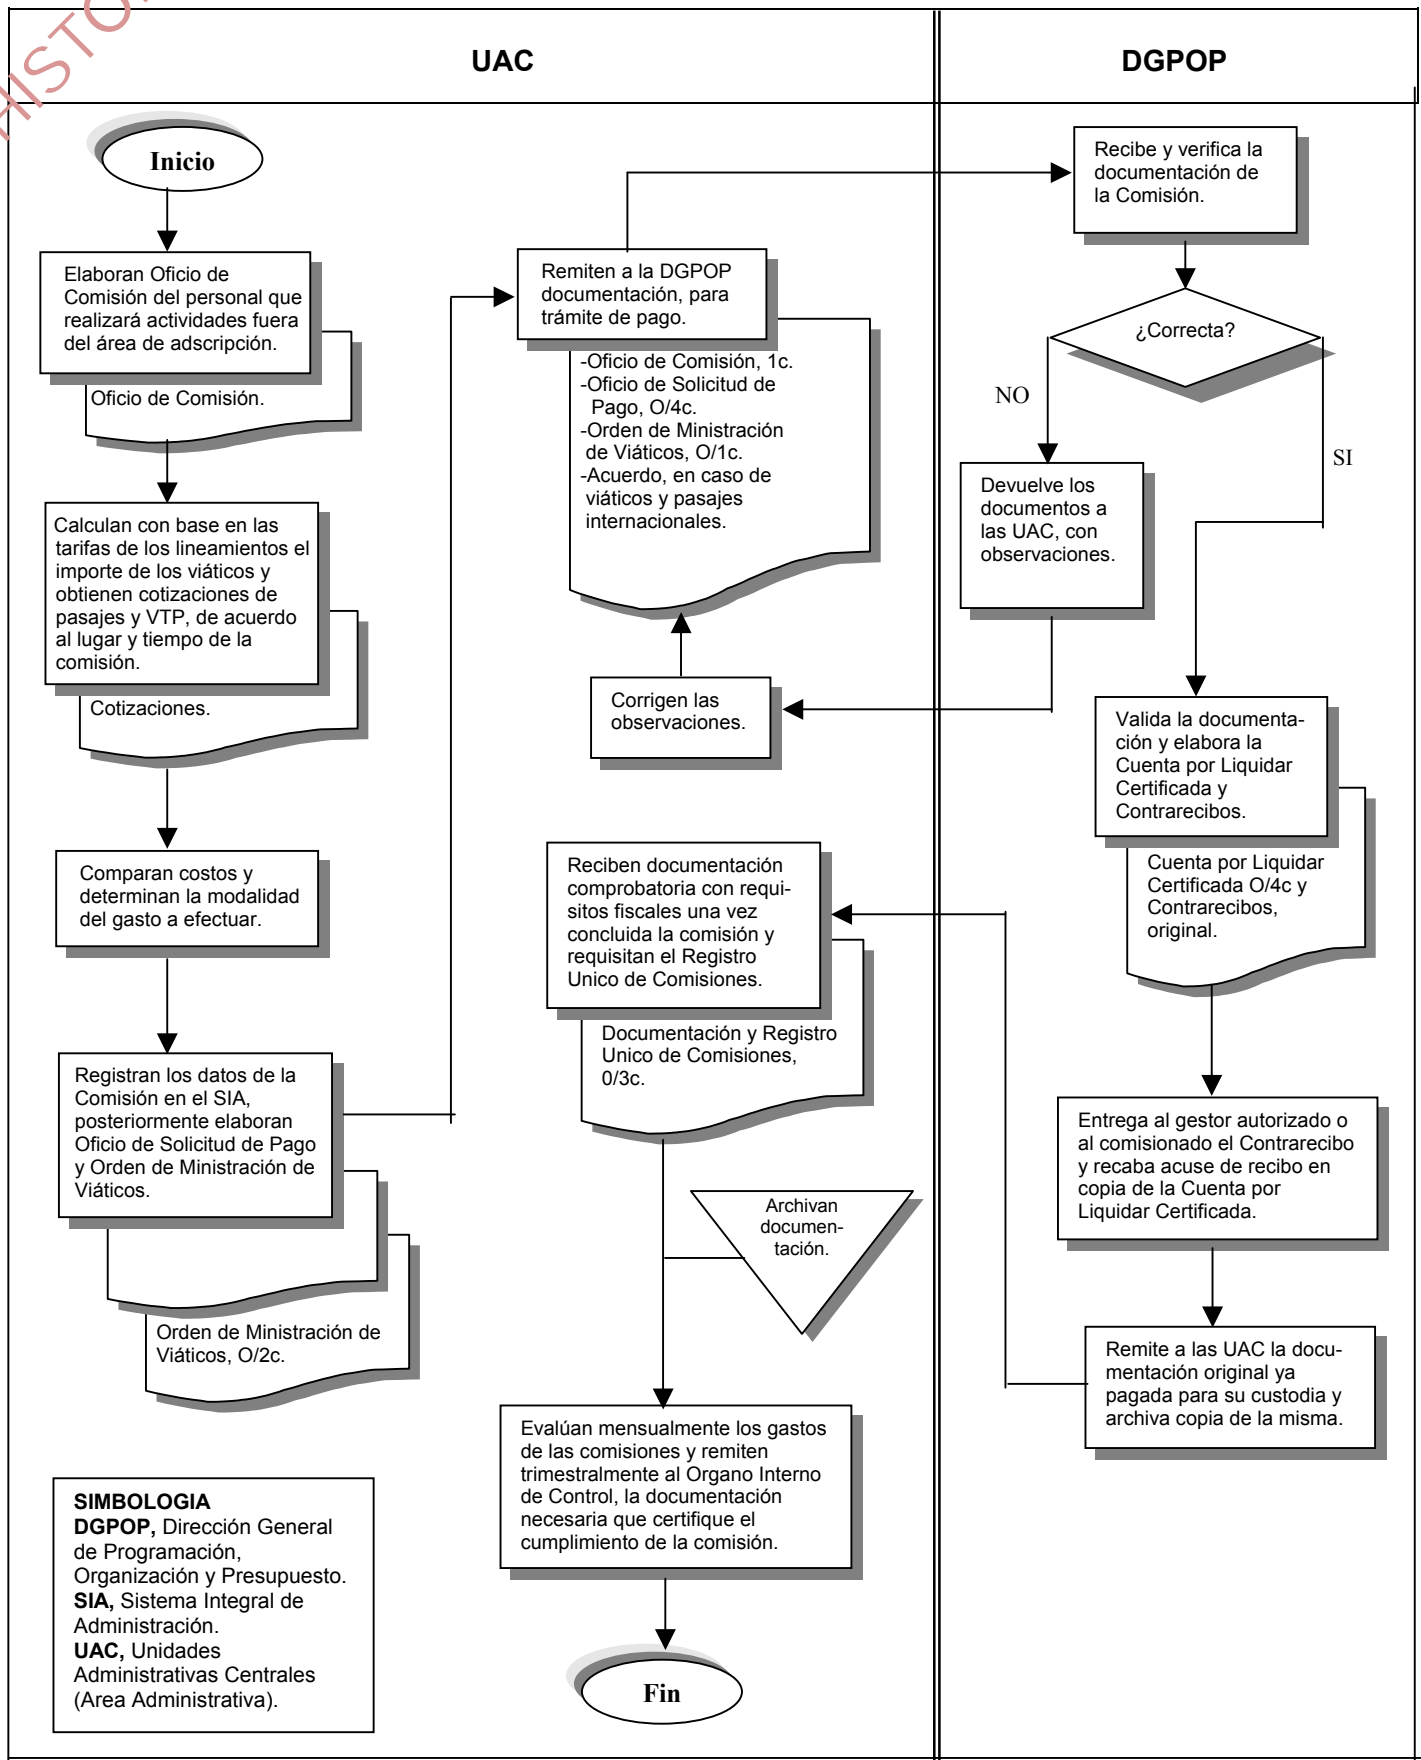 HISTO
UAC
DGPOP
Inicio
Elaboran Oficio de
Comisión del personal que
realizará actividades fuera
del área de adscripción.
Oficio de Comisión.
Calculan con base en las
tarifas de los lineamientos el
importe de los viáticos y
obtienen cotizaciones de
pasajes y VTP, de acuerdo
al lugar y tiempo de la
comisión.
Cotizaciones.
Comparan costos y
determinan la modalidad
del gasto a efectuar.
Registran los datos de la
Comisión en el SIA,
posteriormente elaboran
Oficio de Solicitud de Pago
y Orden de Ministración de
Viáticos.
Orden de Ministración de
Viáticos, O/2c.
Remiten a la DGPOP
documentación, para
trámite de pago.
-Oficio de Comisión, 1c.
-Oficio de Solicitud de
Pago, O/4c.
-Orden de Ministración
de Viáticos, O/1c.
-Acuerdo, en caso de
viáticos y pasajes
internacionales.
Recibe y verifica la
documentación de
la Comisión.
¿Correcta?
NO
SI
Devuelve los
documentos a
las UAC, con
observaciones.
Corrigen las
observaciones.
Valida la documenta-
ción y elabora la
Cuenta por Liquidar
Certificada y
Contrarecibos.
Cuenta por Liquidar
Certificada O/4c y
Contrarecibos,
original.
Entrega al gestor autorizado o
al comisionado el Contrarecibo
y recaba acuse de recibo en
copia de la Cuenta por
Liquidar Certificada.
Remite a las UAC la docu-
mentación original ya
pagada para su custodia y
archiva copia de la misma.
Reciben documentación
comprobatoria con requi-
sitos fiscales una vez
concluida la comisión y
requisitan el Registro
Unico de Comisiones.
Documentación y Registro
Unico de Comisiones,
0/3c.
Archivan
documen-
tación.
Evalúan mensualmente los gastos
de las comisiones y remiten
trimestralmente al Organo Interno
de Control, la documentación
necesaria que certifique el
cumplimiento de la comisión.
Fin
SIMBOLOGIA
DGPOP, Dirección General
de Programación,
Organización y Presupuesto.
SIA, Sistema Integral de
Administración.
UAC, Unidades
Administrativas Centrales
(Area Administrativa).